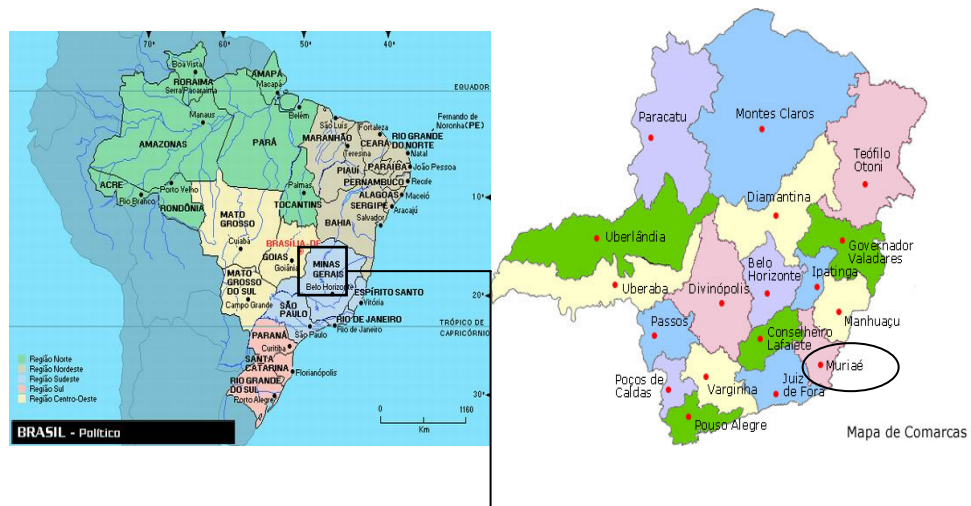 70°
60°
50°
40°
Boa Vista
RORAIMA
Serra Pacaraima
AMAPÁ
Macapá
EQUADOR
Manaus
Belém
São Luís
Fortaleza
Fernando de
Noronha(PE)
AMAZONAS
PARÁ
MARANHÃO
Teresina
CEARÁ
RIO GRANDE
DO NORTE
Natal
PARAÍBA
João Pessoa
PIAUÍ
PERNAMBUCO
Recife
ACRE
Porto Velho
Rio Branco
RONDÔNIA
Palmas
TOCANTINS
ALAGOAS
Maceió
SERGIPE
Aracajú
10°
MATO
GROSSO
BAHIA
Salvador
Cuiabá
BRASÍLIA-DF
GOIÁS
Goiânia
MINAS
GERAIS
Belo Horizonte
MATO
GROSSO
DO SUL
Campo Grande
ESPÍRITO SANTO
Vitória
20°
SÃO
PAULO
São Paulo
RIO DE JANEIRO
Rio de Janeiro
TRÓPICO DE
CAPRICÓRNIO
PARANÁ
Curitiba
SANTA
CATARINA
Florianópolis
RIO GRANDE
DO SUL
Porto Alegre
30°
Região Norte
Região Nordeste
Região Sudeste
Região Sul
Região Centro-Oeste
0
1160
Km
BRASIL - Político
Paracatu
Montes Claros
Teófilo
Otoni
Diamantina
Uberlândia
Governador
Valadares
Belo
Horizonte
Ipatinga
Uberaba
Divinópolis
Manhuaçu
Passos
Conselheiro
Lafaiete
Muriaé
Poços de
Caldas
Varginha
Juiz
de Fora
Pouso Alegre
Mapa de Comarcas